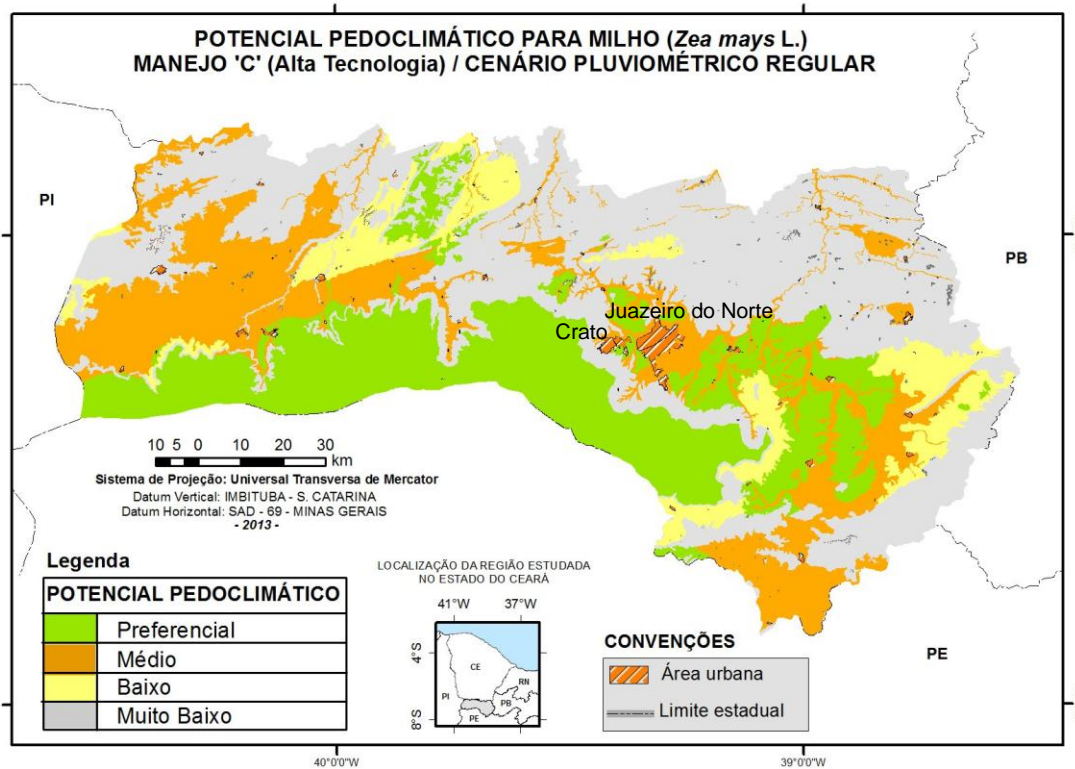 POTENCIAL PEDOCLIMÁTICO PARA MILHO (Zea mays L.)
MANEJO 'C' (Alta Tecnologia) / CENÁRIO PLUVIOMÉTRICO REGULAR
PI
PB
Juazeiro do Norte
Crato
10 5 0 10 20 30
km
Sistema de Projeção: Universal Transversa de Mercator
Datum Vertical: IMBITUBA - S. CATARINA
Datum Horizontal: SAD - 69 - MINAS GERAIS
- 2013 -
Legenda
POTENCIAL PEDOCLIMÁTICO
Preferencial
Médio
Baixo
Muito Baixo
LOCALIZAÇÃO DA REGIÃO ESTUDADA
NO ESTADO DO CEARÁ
41°W 37°W
4°S
8°S
CE
RN
PI
PB
PE
CONVENÇÕES
Área urbana
Limite estadual
PE
40°0'0"W 39°0'0"W